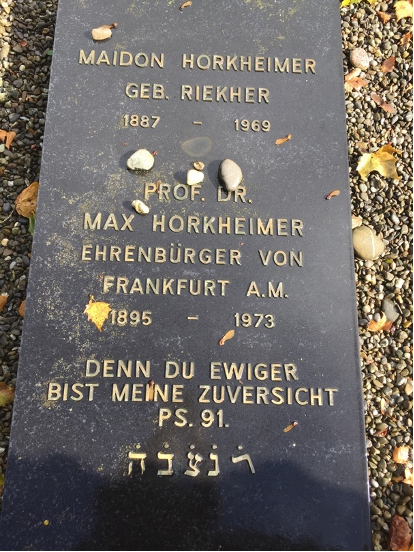 MAIDON HORKHEIMER
GEB. RIEKHER
1887 – 1969
PROF. DR.
MAX HORKHEIMER
EHRENBÜRGER VON
FRANKFURT A.M.
1895 – 1973
DENN DU EWIGER
BIST MEINE ZUVERSICHT
PS. 91.
ר נ צ ב ה